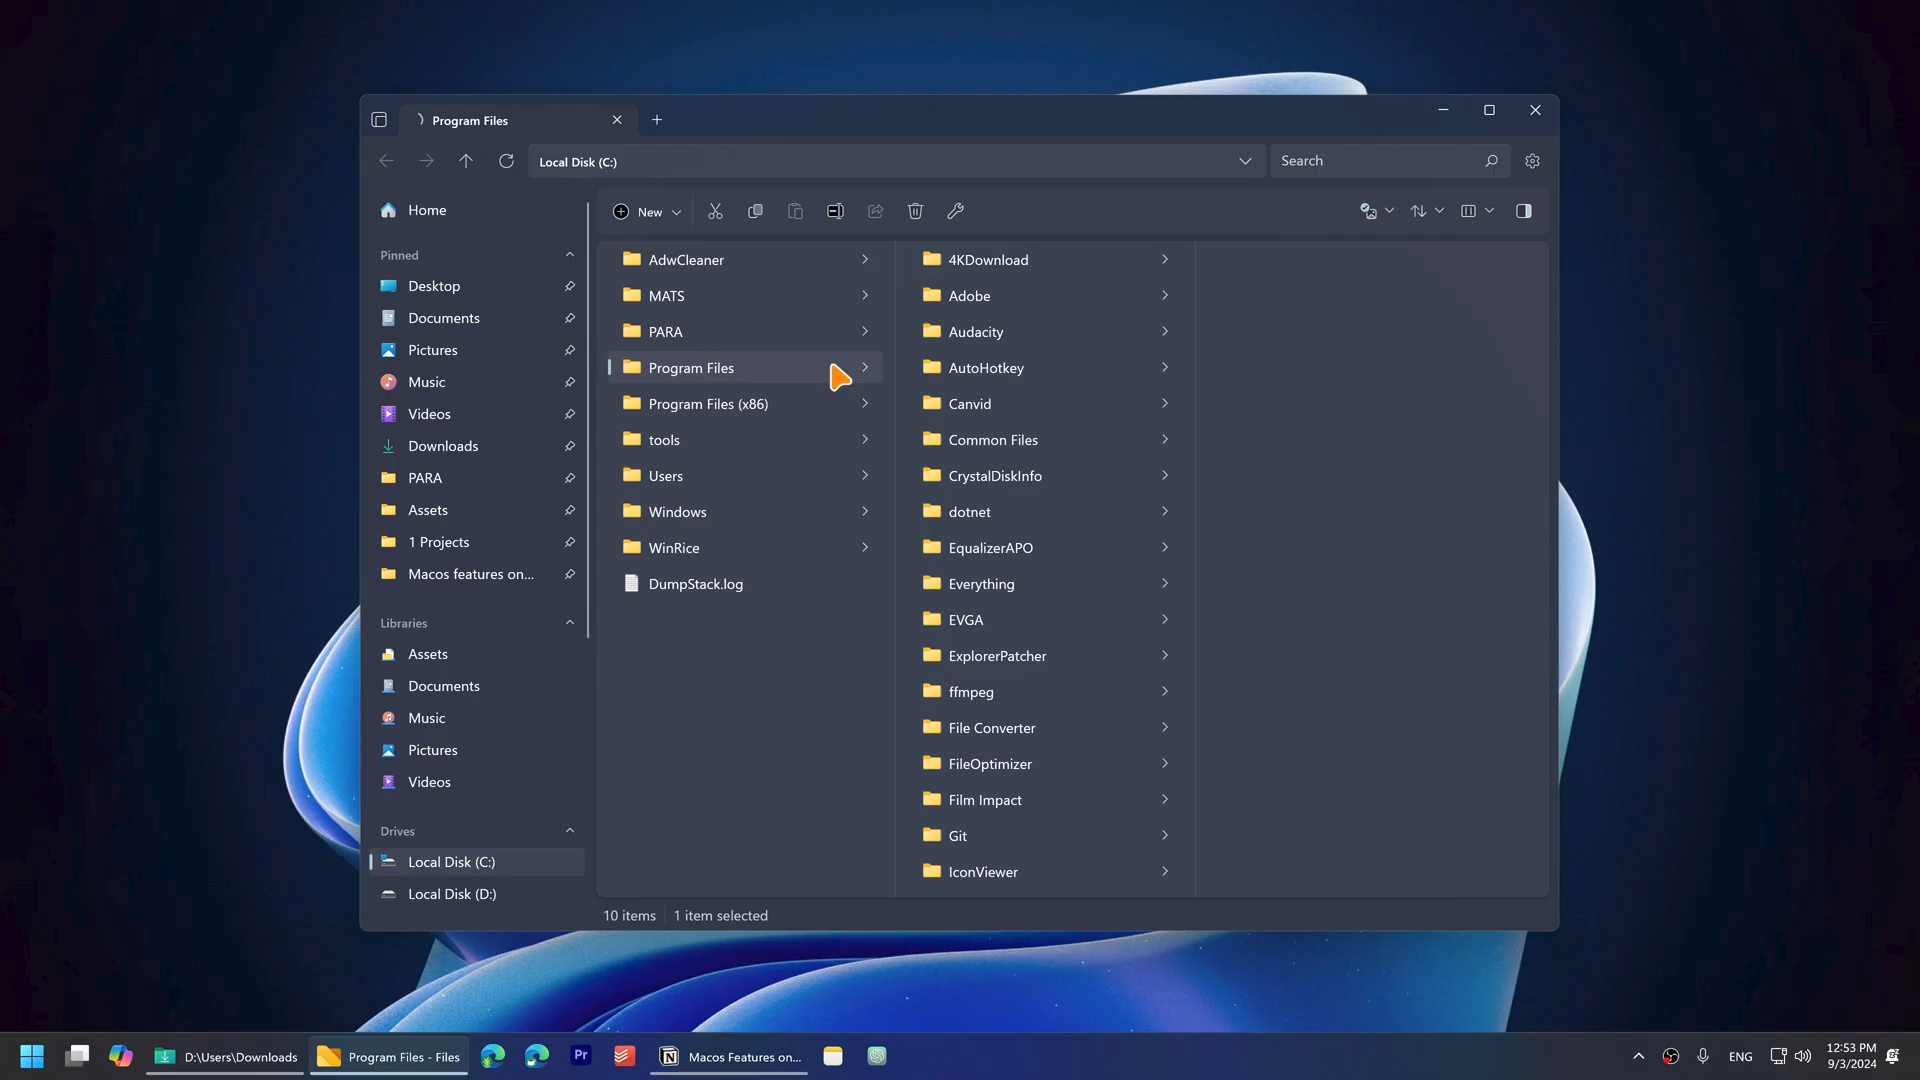 Program Files
Local Disk (C:)
Search
Home
New
Pinned
Desktop
Documents
Pictures
Music
Videos
Downloads
PARA
Assets
1 Projects
Macos features on...
Libraries
Assets
Documents
Music
Pictures
Videos
Drives
Local Disk (C:)
Local Disk (D:)
AdwCleaner
MATS
PARA
Program Files
Program Files (x86)
tools
Users
Windows
WinRice
DumpStack.log
4KDownload
Adobe
Audacity
AutoHotkey
Canvid
Common Files
CrystalDiskInfo
dotnet
EqualizerAPO
Everything
EVGA
ExplorerPatcher
ffmpeg
File Converter
FileOptimizer
Film Impact
Git
IconViewer
10 items 1 item selected
D:\Users\Downloads
Program Files - Files
Pr
Macos Features on...
ENG
12:53 PM
9/3/2024